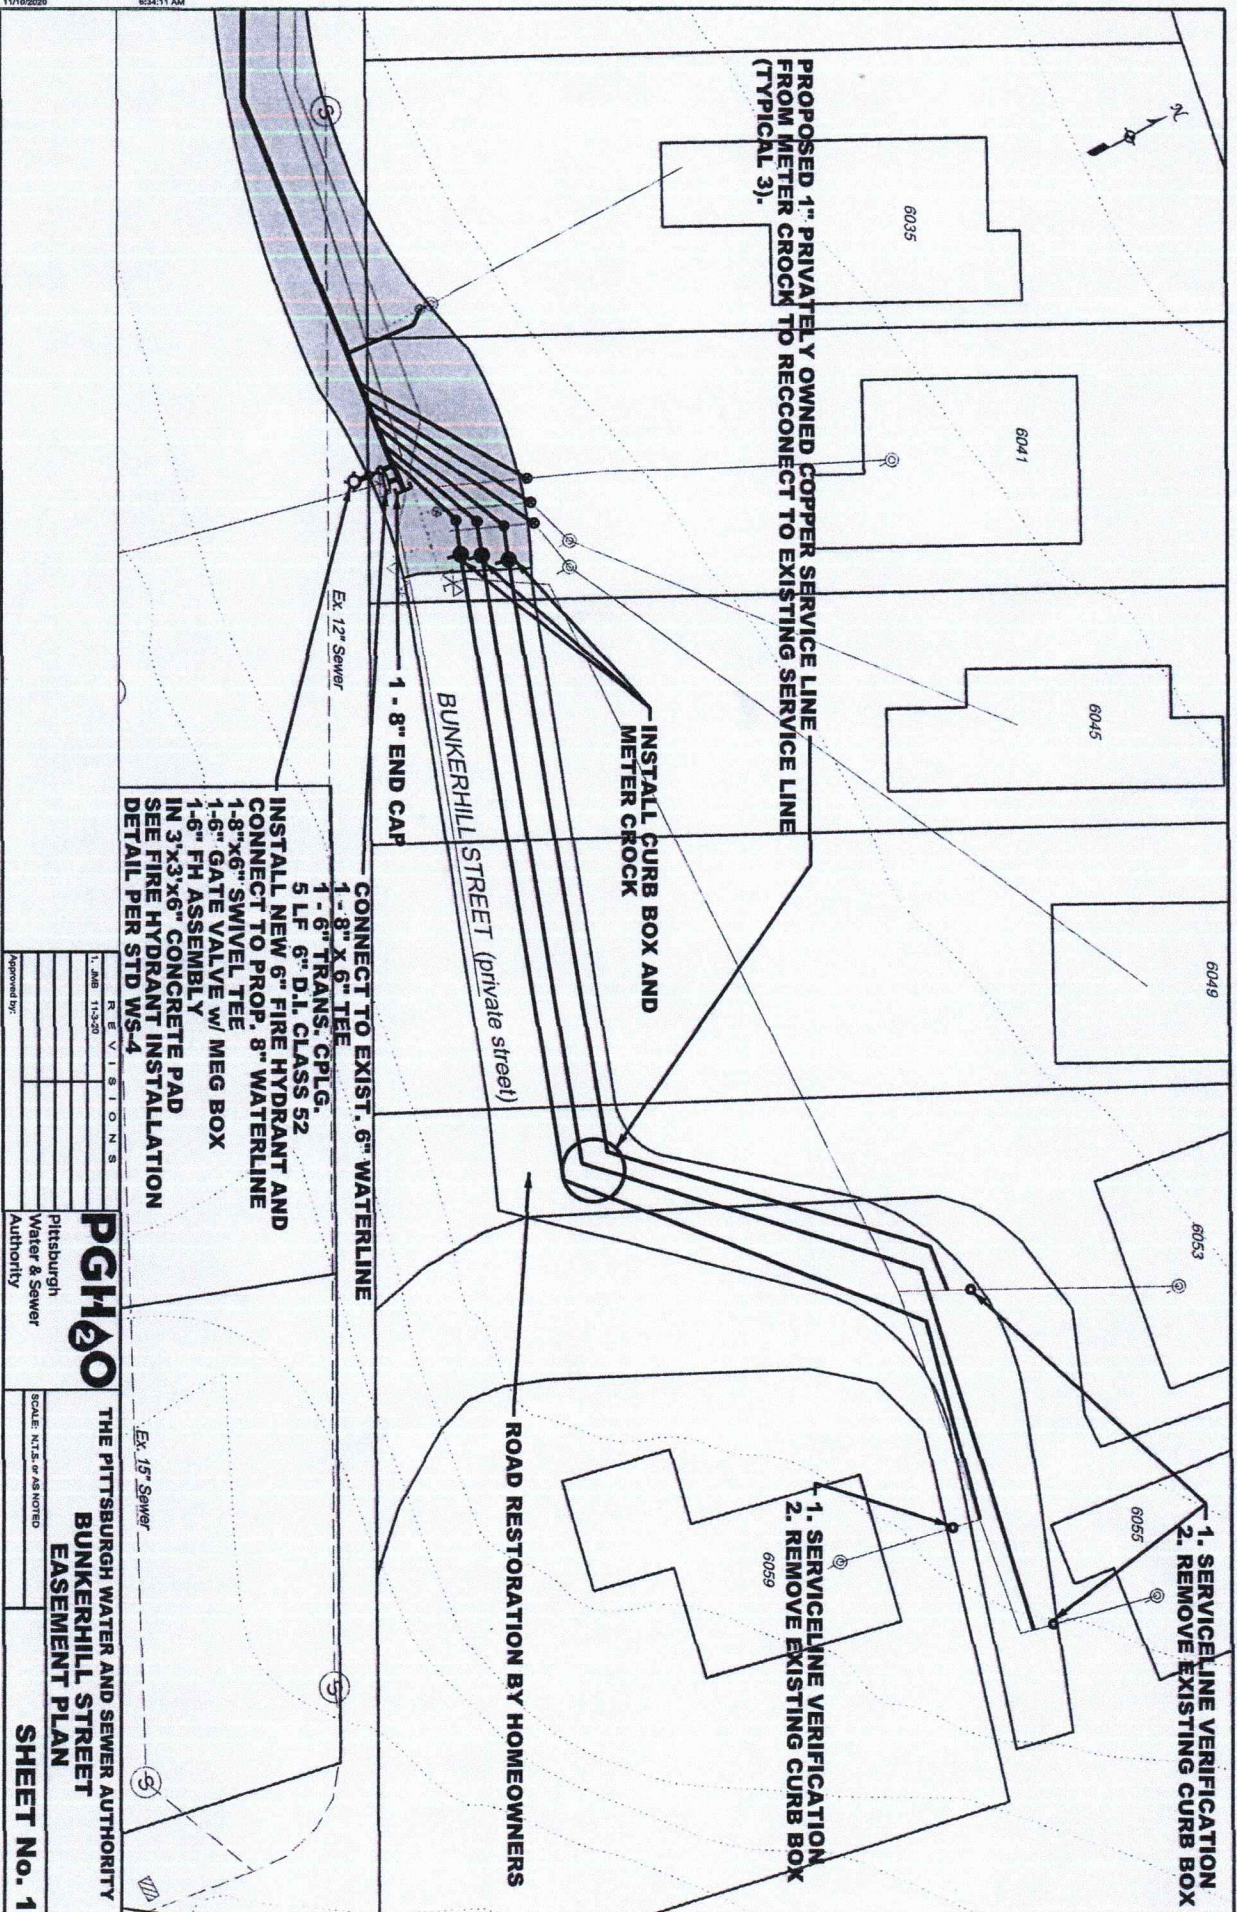 11/10/2020
6:34:11 AM
N
PROPOSED 1" PRIVATELY OWNED COPPER SERVICE LINE
FROM METER CROCK TO RECCONECT TO EXISTING SERVICE LINE
(TYPICAL 3).
6035
6041
6045
6049
6053
6055
6059
1. SERVICELINE VERIFICATION
2. REMOVE EXISTING CURB BOX
1. SERVICELINE VERIFICATION
2. REMOVE EXISTING CURB BOX
INSTALL CURB BOX AND
METER CROCK
BUNKERHILL STREET (private street)
ROAD RESTORATION BY HOMEOWNERS
1 - 8" END CAP
CONNECT TO EXIST. 6" WATERLINE
1 - 8" X 6" TEE
1 - 6" TRANS. CPLG.
5 LF 6" D.I. CLASS 52
INSTALL NEW 6" FIRE HYDRANT AND
CONNECT TO PROP. 8" WATERLINE
1-8"x6" SWIVEL TEE
1-6" GATE VALVE w/ MEG BOX
1-6" FH ASSEMBLY
IN 3'x3'x6" CONCRETE PAD
SEE FIRE HYDRANT INSTALLATION
DETAIL PER STD WS-4
Ex. 12" Sewer
Ex. 15" Sewer
S
S
S
REVISIONS
1. JMB 11-3-20
Approved by:
PGH2O
Pittsburgh
Water & Sewer
Authority
THE PITTSBURGH WATER AND SEWER AUTHORITY
BUNKERHILL STREET
EASEMENT PLAN
SCALE: N.T.S. or AS NOTED
SHEET No. 1